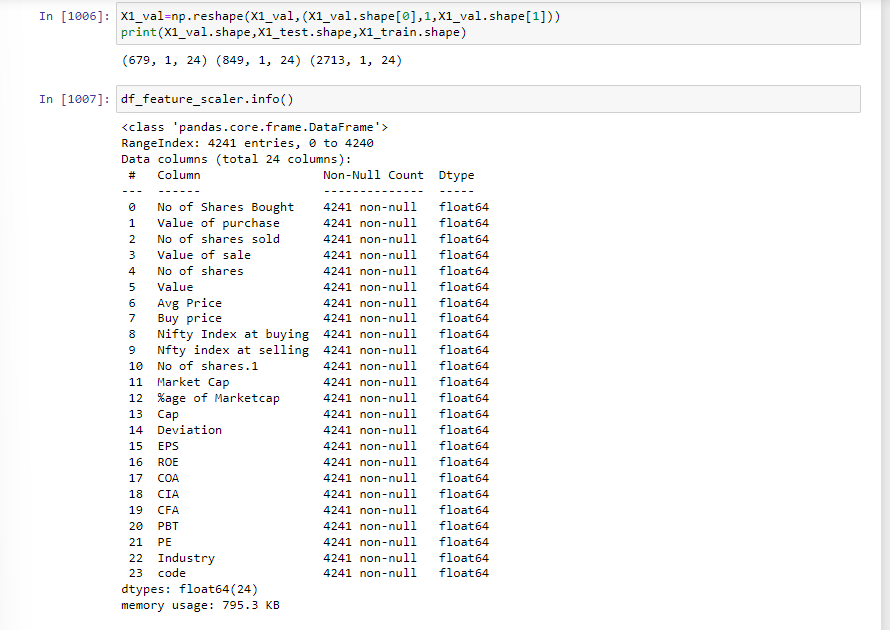 In [1006]: X1_val=np.reshape(X1_val,(X1_val.shape[0],1,X1_val.shape[1]))
print(X1_val.shape,X1_test.shape,X1_train.shape)
(679, 1, 24) (849, 1, 24) (2713, 1, 24)
In [1007]: df_feature_scaler.info()
<class 'pandas.core.frame.DataFrame'>
RangeIndex: 4241 entries, 0 to 4240
Data columns (total 24 columns):
 #   Column                 Non-Null Count  Dtype
---  ------                 --------------  -----
 0   No of Shares Bought    4241 non-null   float64
 1   Value of purchase      4241 non-null   float64
 2   No of shares sold      4241 non-null   float64
 3   Value of sale          4241 non-null   float64
 4   No of shares           4241 non-null   float64
 5   Value                  4241 non-null   float64
 6   Avg Price              4241 non-null   float64
 7   Buy price              4241 non-null   float64
 8   Nifty Index at buying  4241 non-null   float64
 9   Nfty index at selling  4241 non-null   float64
 10  No of shares.1         4241 non-null   float64
 11  Market Cap             4241 non-null   float64
 12  %age of Marketcap      4241 non-null   float64
 13  Cap                    4241 non-null   float64
 14  Deviation              4241 non-null   float64
 15  EPS                    4241 non-null   float64
 16  ROE                    4241 non-null   float64
 17  COA                    4241 non-null   float64
 18  CIA                    4241 non-null   float64
 19  CFA                    4241 non-null   float64
 20  PBT                    4241 non-null   float64
 21  PE                     4241 non-null   float64
 22  Industry               4241 non-null   float64
 23  code                   4241 non-null   float64
dtypes: float64(24)
memory usage: 795.3 KB